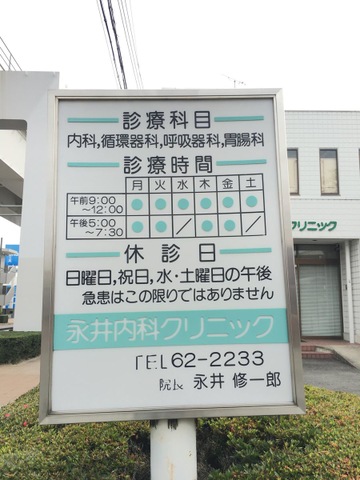 診療科目
内科,循環器科,呼吸器科,胃腸科
診療時間
月 火 水 木 金 土
午前9:00~12:00 ● ● ● ● ● ●
午後5:00~7:30 ● ● / ● ● /
休診日
日曜日,祝日,水・土曜日の午後
急患はこの限りではありません
永井内科クリニック
TEL 62-2233
院長 永井 修一郎
クリニック